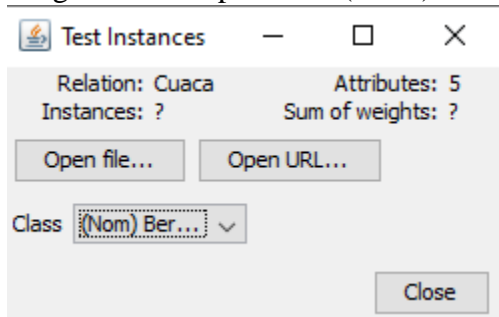 Test Instances
Relation: Cuaca Attributes: 5
Instances: ? Sum of weights: ?
Open file... Open URL...
Class (Nom) Ber...
Close